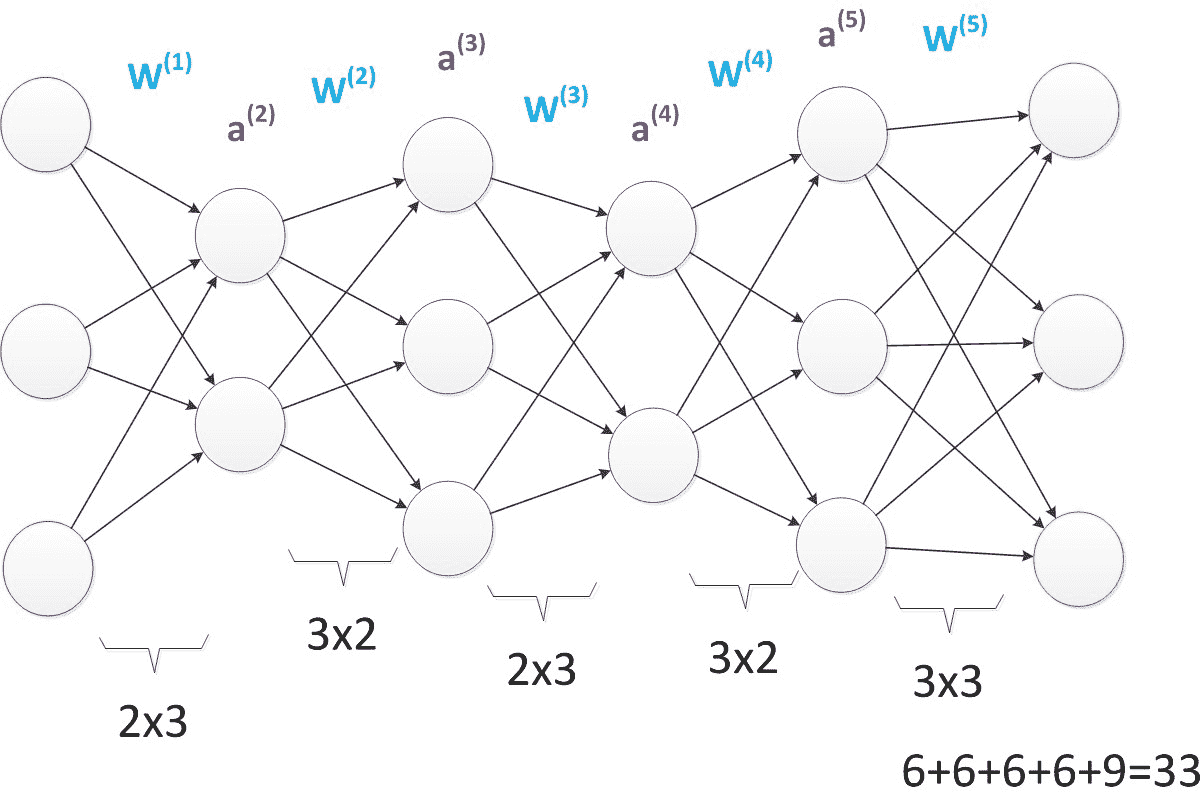 W(1)
a(2)
W(2)
a(3)
W(3)
a(4)
W(4)
a(5)
W(5)
2x3
3x2
2x3
3x2
3x3
6+6+6+6+9=33